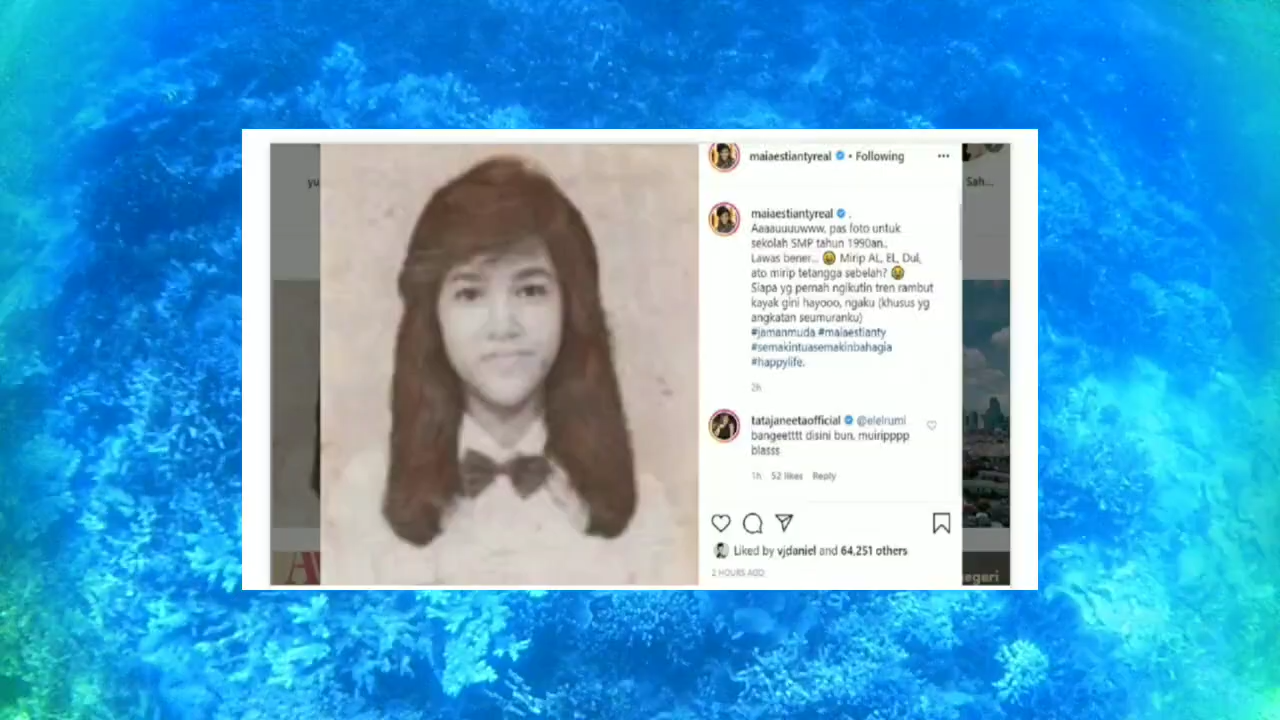 yu
maiaestiantyreal • Following
Sah...
maiaestiantyreal .
Aaaauuuuwww, pas foto untuk
sekolah SMP tahun 1990an..
Lawas bener... 😂 Mirip AL, EL, Dul,
ato mirip tetangga sebelah? 😂
Siapa yg pernah ngikutin tren rambut
kayak gini hayooo, ngaku (khusus yg
angkatan seumuranku)
#jamanmuda #maiaestianty
#semakintuasemakinbahagia
#happylife.
2h
tatajaneetaofficial @elelrumi
bangeetttt disini bun, muiripppp
blasss
1h 52 likes Reply
Liked by vjdaniel and 64,251 others
2 HOURS AGO
A
egeri